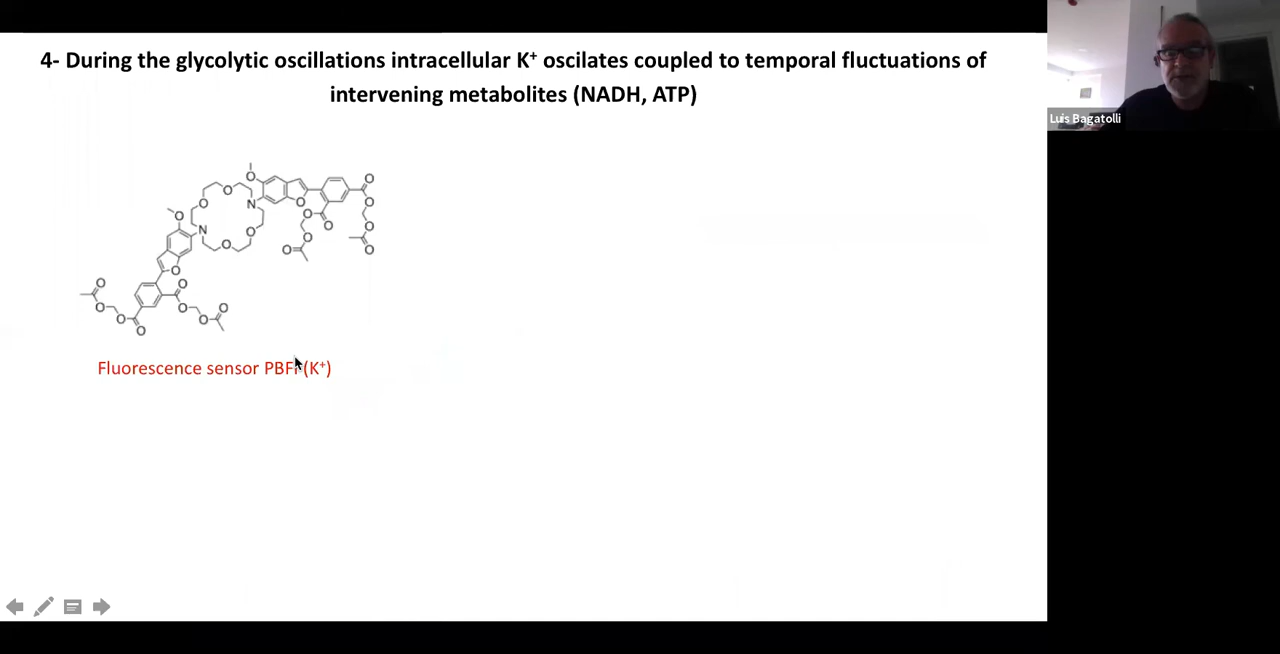 4- During the glycolytic oscillations intracellular K⁺ oscilates coupled to temporal fluctuations of
intervening metabolites (NADH, ATP)
Luis Bagatolli
Fluorescence sensor PBFI (K⁺)